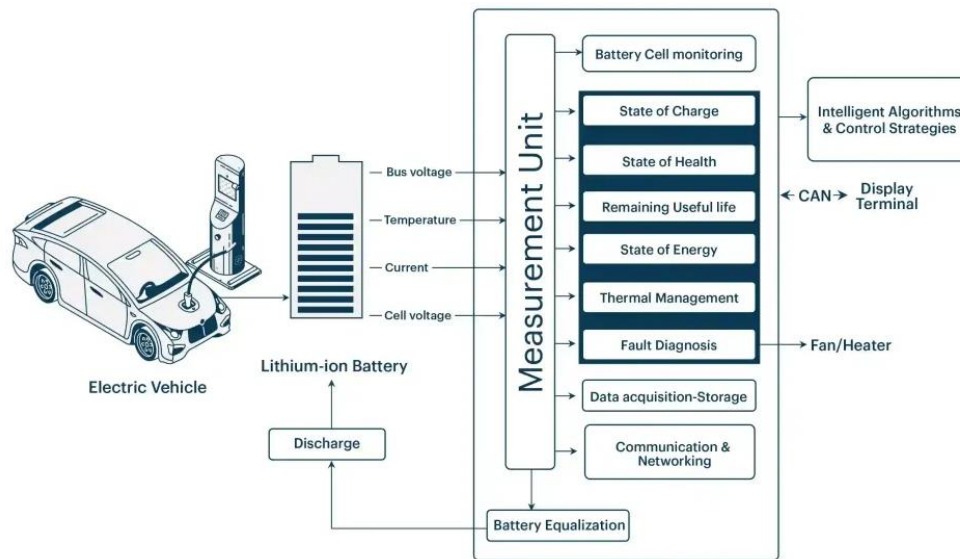 Electric Vehicle
Lithium-ion Battery
Discharge
Bus voltage
Temperature
Current
Cell voltage
Measurement Unit
Battery Cell monitoring
State of Charge
State of Health
Remaining Useful life
State of Energy
Thermal Management
Fault Diagnosis
Data acquisition-Storage
Communication &
Networking
Battery Equalization
Intelligent Algorithms
& Control Strategies
CAN
Display
Terminal
Fan/Heater